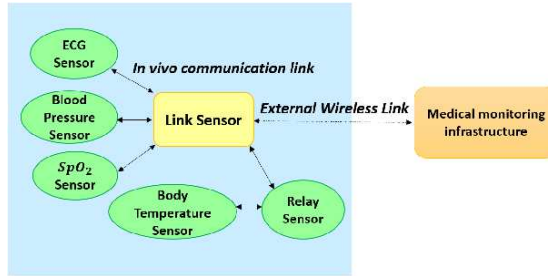 ECG
Sensor
In vivo communication link
Blood
Pressure
Sensor
Link Sensor
External Wireless Link
Medical monitoring
infrastructure
SpO₂
Sensor
Body
Temperature
Sensor
Relay
Sensor